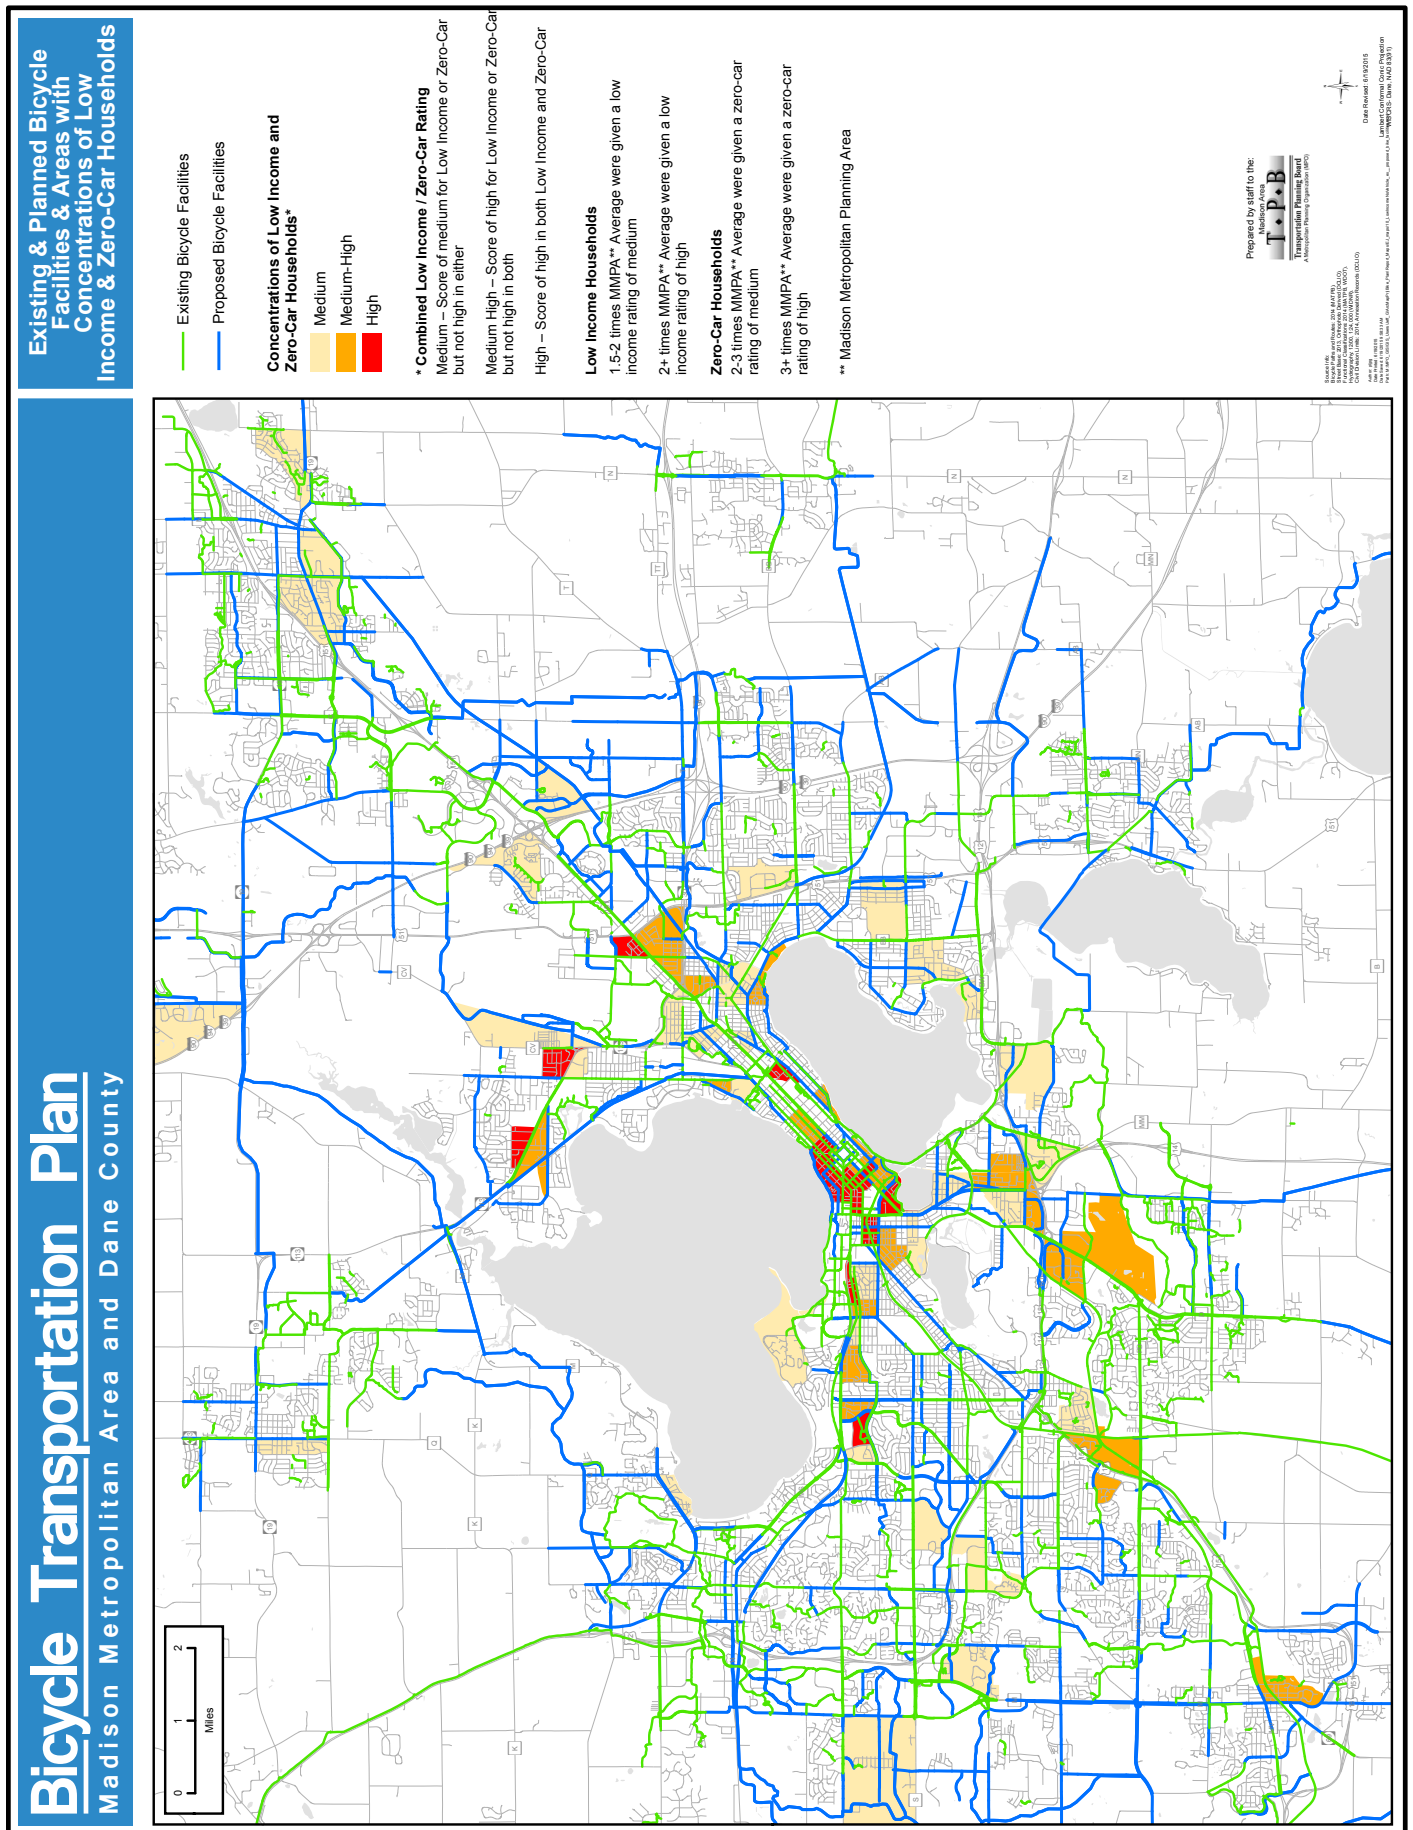 Bicycle Transportation Plan
Madison Metropolitan Area and Dane County
Existing & Planned Bicycle
Facilities & Areas with
Concentrations of Low
Income & Zero-Car Households
Existing Bicycle Facilities
Proposed Bicycle Facilities
Concentrations of Low Income and
Zero-Car Households*
Medium
Medium-High
High
* Combined Low Income / Zero-Car Rating
Medium – Score of medium for Low Income or Zero-Car
but not high in either
Medium High – Score of high for Low Income or Zero-Car
but not high in both
High – Score of high in both Low Income and Zero-Car
Low Income Households
1.5-2 times MMPA** Average were given a low
income rating of medium
2+ times MMPA** Average were given a low
income rating of high
Zero-Car Households
2-3 times MMPA** Average were given a zero-car
rating of medium
3+ times MMPA** Average were given a zero-car
rating of high
** Madison Metropolitan Planning Area
Prepared by staff to the:
Madison Area
T • P • B
Transportation Planning Board
A Metropolitan Planning Organization (MPO)
Date Revised: 6/19/2015
Lambert Conformal Conic Projection
0 1 2
Miles